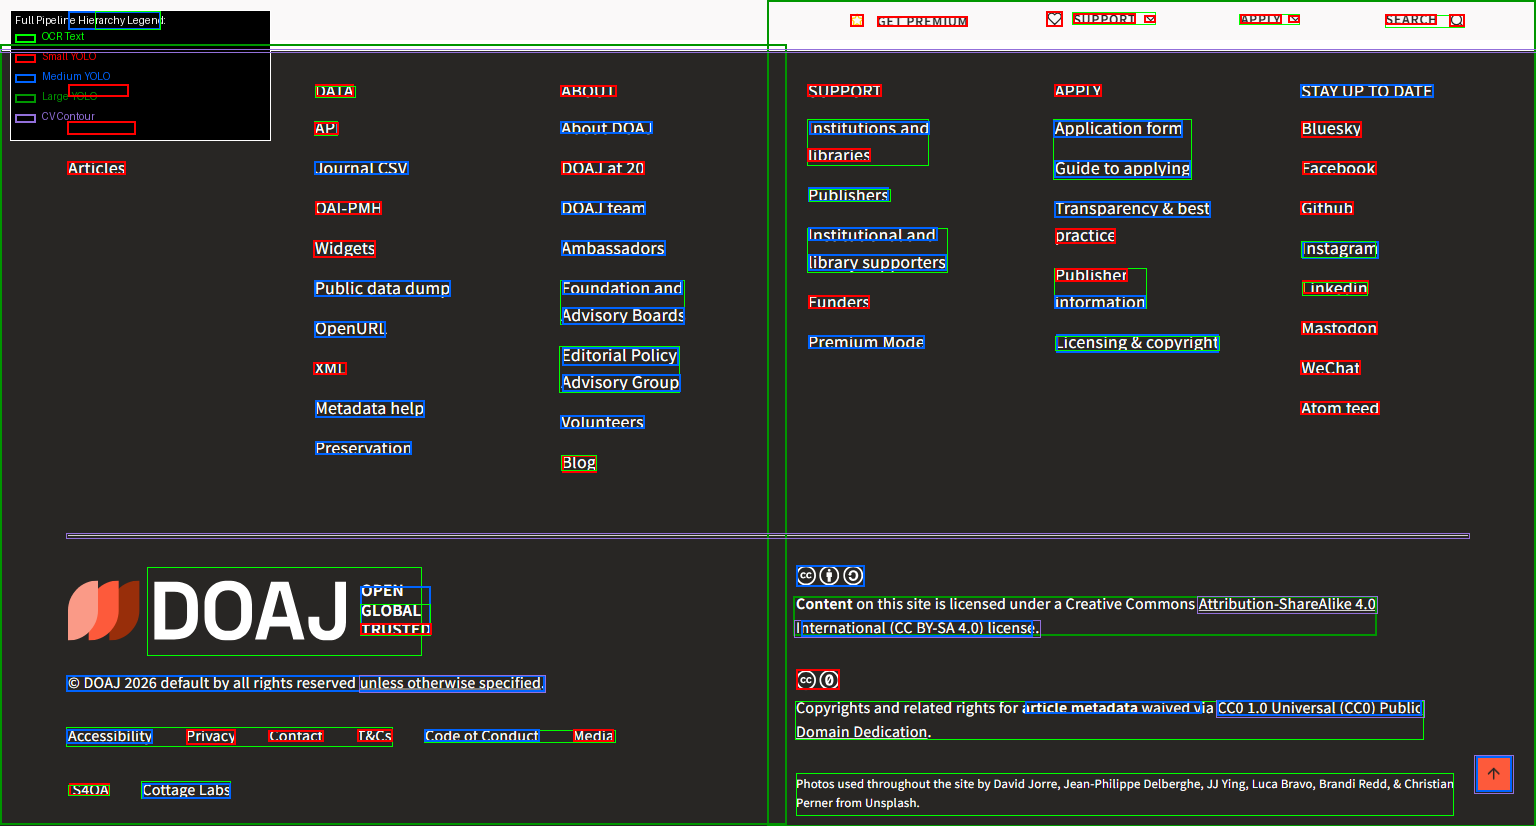 Full Pipeline Hierarchy Legend:
OCR Text
Small YOLO
Medium YOLO
Large YOLO
CV Contour
GET PREMIUM
SUPPORT
APPLY
SEARCH
Articles
DATA
API
Journal CSV
OAI-PMH
Widgets
Public data dump
OpenURL
XML
Metadata help
Preservation
ABOUT
About DOAJ
DOAJ at 20
DOAJ team
Ambassadors
Foundation and
Advisory Boards
Editorial Policy
Advisory Group
Volunteers
Blog
SUPPORT
Institutions and
libraries
Publishers
Institutional and
library supporters
Funders
Premium Mode
APPLY
Application form
Guide to applying
Transparency & best
practice
Publisher
information
Licensing & copyright
STAY UP TO DATE
Bluesky
Facebook
Github
Instagram
Linkedin
Mastodon
WeChat
Atom feed
DOAJ
OPEN
GLOBAL
TRUSTED
© DOAJ 2026 default by all rights reserved unless otherwise specified.
Accessibility Privacy Contact T&Cs Code of Conduct Media
S4OA Cottage Labs
Content on this site is licensed under a Creative Commons Attribution-ShareAlike 4.0
International (CC BY-SA 4.0) license.
Copyrights and related rights for article metadata waived via CC0 1.0 Universal (CC0) Public
Domain Dedication.
Photos used throughout the site by David Jorre, Jean-Philippe Delberghe, JJ Ying, Luca Bravo, Brandi Redd, & Christian
Perner from Unsplash.